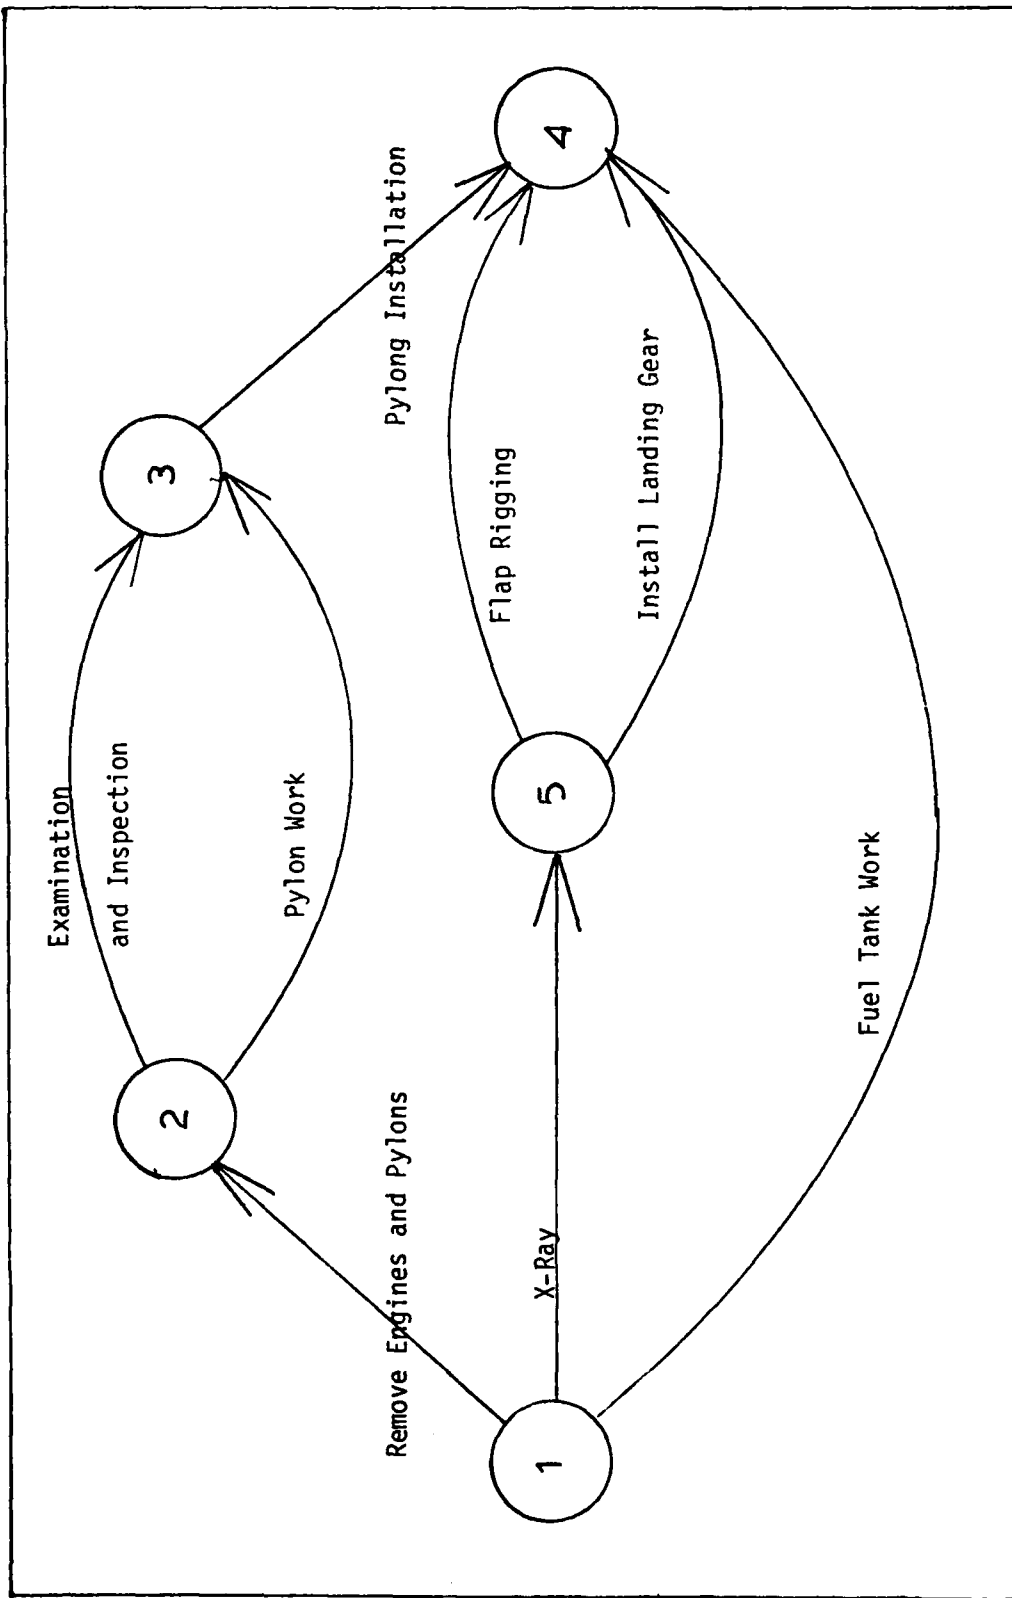 Examination
and Inspection
Pylon Work
2
3
Remove Engines and Pylons
Pylong Installation
Flap Rigging
1
X-Ray
5
4
Install Landing Gear
Fuel Tank Work